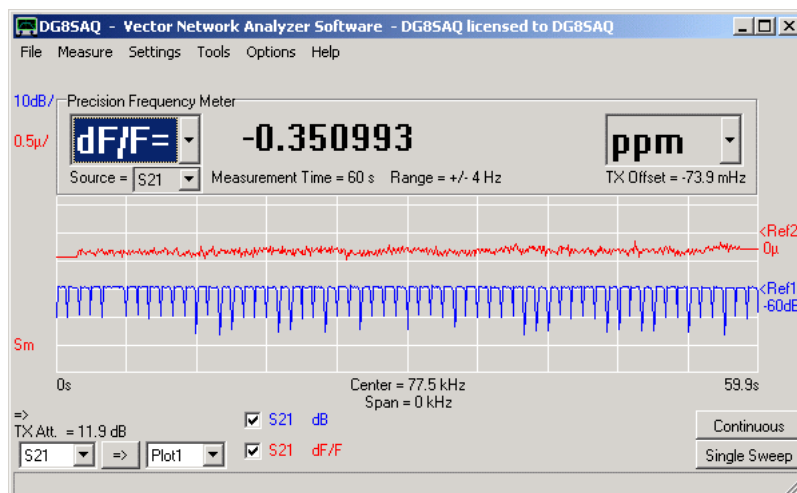 DG8SAQ - Vector Network Analyzer Software - DG8SAQ licensed to DG8SAQ
File Measure Settings Tools Options Help
10dB/
Precision Frequency Meter
0.5µ/
dF/F= -0.350993 ppm
Source = S21 Measurement Time = 60 s Range = +/- 4 Hz TX Offset = -73.9 mHz
<Ref2
0µ
<Ref1
-60dB
Sm
0s Center = 77.5 kHz 59.9s
Span = 0 kHz
=>
TX Att. = 11.9 dB
S21 => Plot1
S21 dB
S21 dF/F
Continuous
Single Sweep